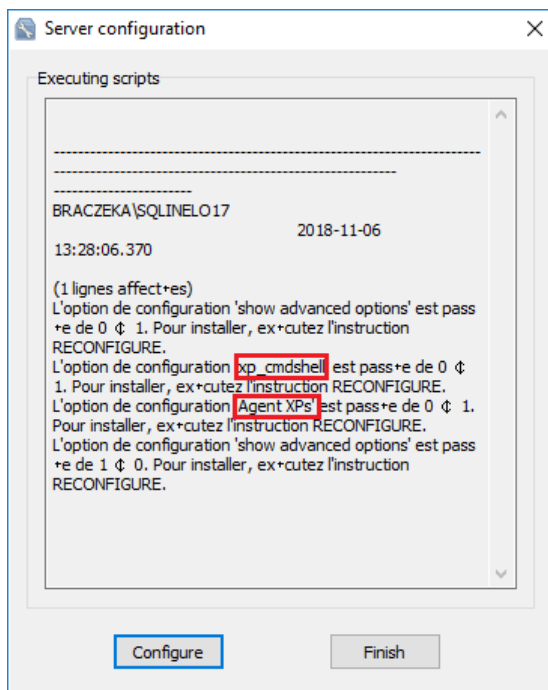 Server configuration
Executing scripts
-----------------------------------------------------------------------
---------------------------------------------------------
-----------------------
BRACZEKA\SQLINELO17
2018-11-06
13:28:06.370
(1 lignes affect+es)
L'option de configuration 'show advanced options' est pass
+e de 0 ¢ 1. Pour installer, ex+cutez l'instruction
RECONFIGURE.
L'option de configuration 'xp_cmdshell' est pass+e de 0 ¢
1. Pour installer, ex+cutez l'instruction RECONFIGURE.
L'option de configuration 'Agent XPs' est pass+e de 0 ¢ 1.
Pour installer, ex+cutez l'instruction RECONFIGURE.
L'option de configuration 'show advanced options' est pass
+e de 1 ¢ 0. Pour installer, ex+cutez l'instruction
RECONFIGURE.
Configure
Finish